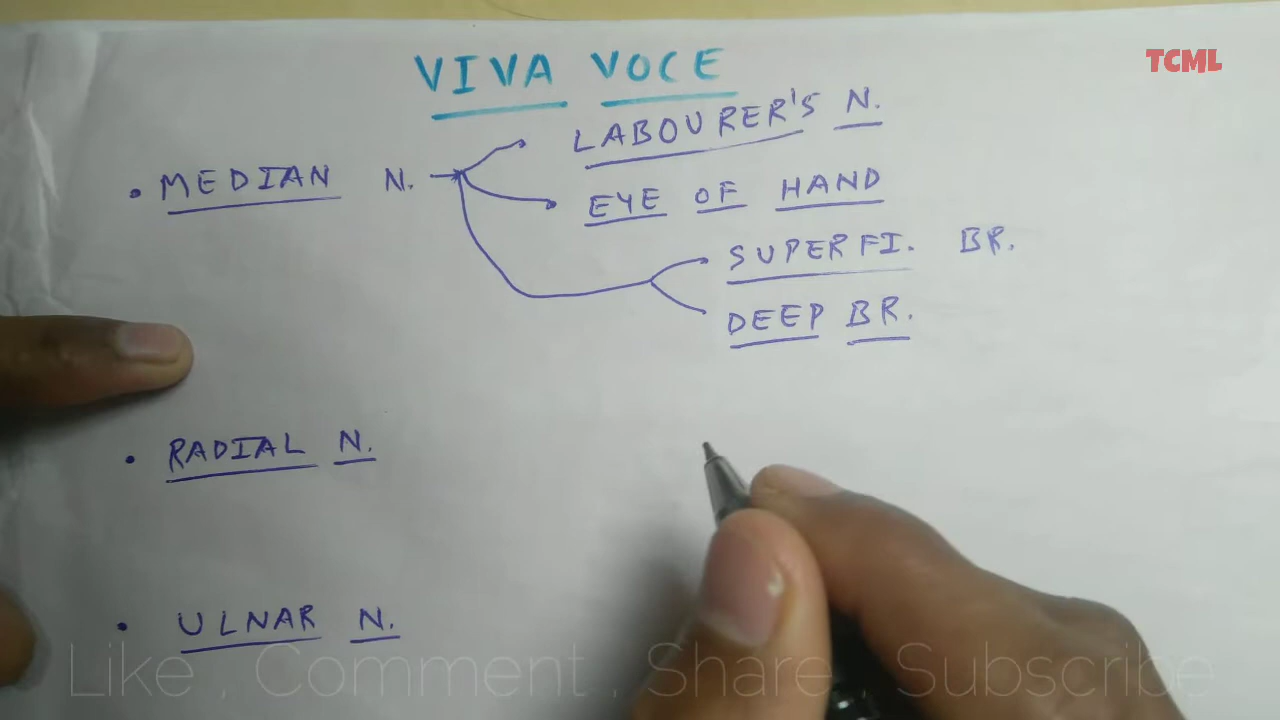 VIVA VOCE
TCML
LABOURER'S N.
• MEDIAN N.
EYE OF HAND
SUPERFI. BR.
DEEP BR.
• RADIAL N.
• ULNAR N.
Like , Comment , Share , Subscribe